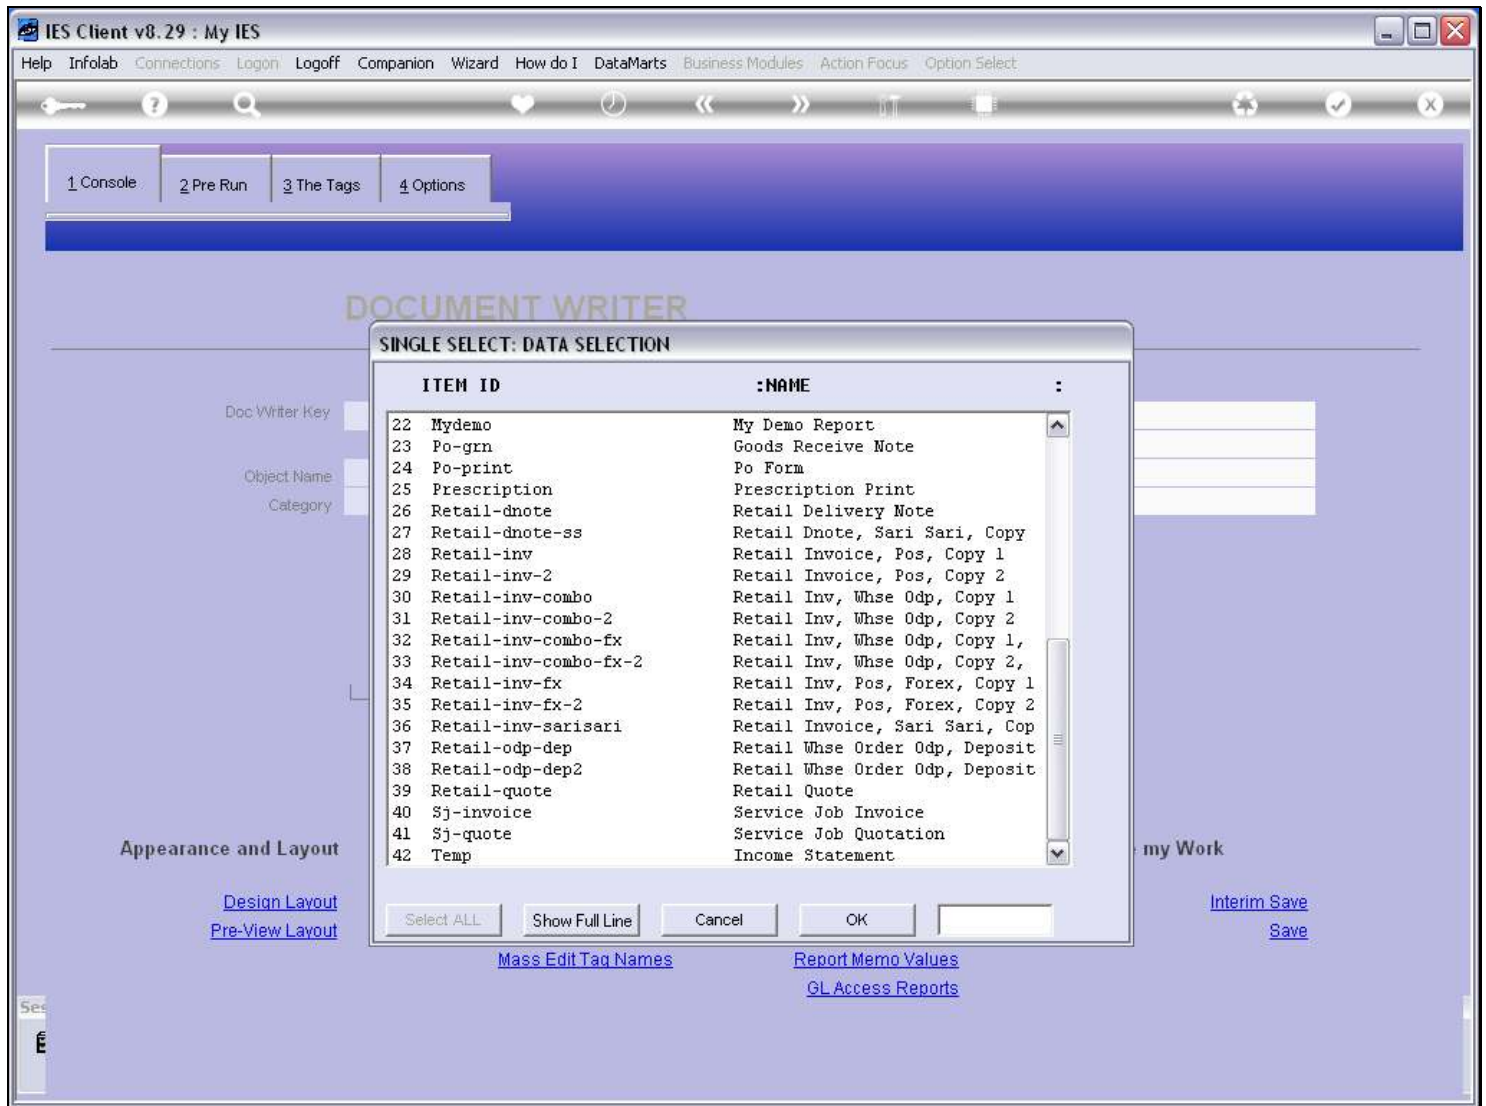 IES Client v8.29 : My IES
Help Infolab Connections Logon Logoff Companion Wizard How do I DataMarts Business Modules Action Focus Option Select
1 Console 2 Pre Run 3 The Tags 4 Options
DOCUMENT WRITER
SINGLE SELECT: DATA SELECTION
ITEM ID :NAME :
Doc Writer Key
Object Name
Category
22 Mydemo My Demo Report
23 Po-grn Goods Receive Note
24 Po-print Po Form
25 Prescription Prescription Print
26 Retail-dnote Retail Delivery Note
27 Retail-dnote-ss Retail Dnote, Sari Sari, Copy
28 Retail-inv Retail Invoice, Pos, Copy 1
29 Retail-inv-2 Retail Invoice, Pos, Copy 2
30 Retail-inv-combo Retail Inv, Whse Odp, Copy 1
31 Retail-inv-combo-2 Retail Inv, Whse Odp, Copy 2
32 Retail-inv-combo-fx Retail Inv, Whse Odp, Copy 1,
33 Retail-inv-combo-fx-2 Retail Inv, Whse Odp, Copy 2,
34 Retail-inv-fx Retail Inv, Pos, Forex, Copy 1
35 Retail-inv-fx-2 Retail Inv, Pos, Forex, Copy 2
36 Retail-inv-sarisari Retail Invoice, Sari Sari, Cop
37 Retail-odp-dep Retail Whse Order Odp, Deposit
38 Retail-odp-dep2 Retail Whse Order Odp, Deposit
39 Retail-quote Retail Quote
40 Sj-invoice Service Job Invoice
41 Sj-quote Service Job Quotation
42 Temp Income Statement
Select ALL Show Full Line Cancel OK
Appearance and Layout
Design Layout
Pre-View Layout
Mass Edit Tag Names
Report Memo Values
GL Access Reports
my Work
Interim Save
Save
Ses